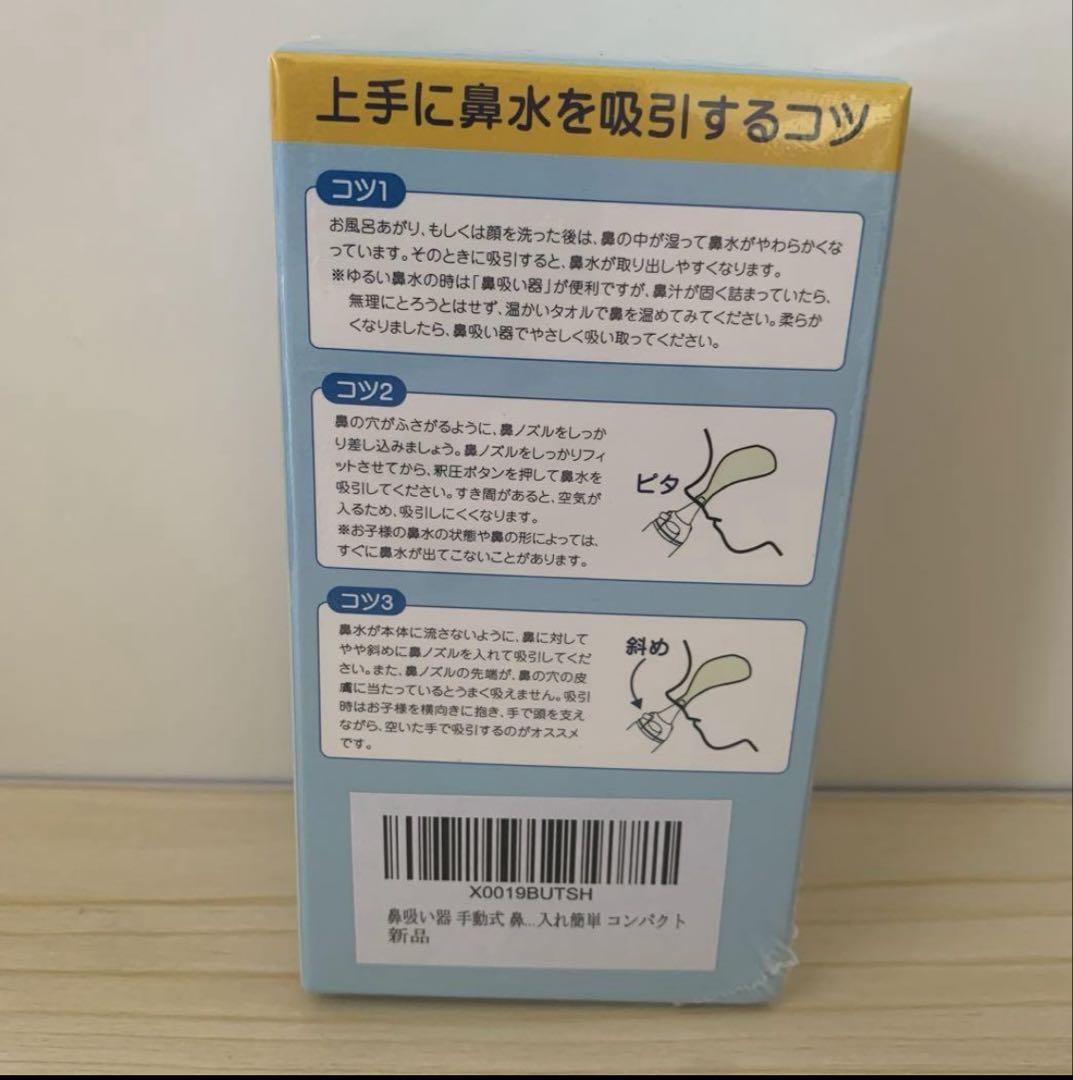 上手に鼻水を吸引するコツ
コツ1
お風呂あがり、もしくは顔を洗った後は、鼻の中が湿って鼻水がやわらかくな
っています。そのときに吸引すると、鼻水が取り出しやすくなります。
※ゆるい鼻水の時は「鼻吸い器」が便利ですが、鼻汁が固く詰まっていたら、
無理にとろうとはせず、温かいタオルで鼻を温めてみてください。柔らか
くなりましたら、鼻吸い器でやさしく吸い取ってください。
コツ2
鼻の穴がふさがるように、鼻ノズルをしっか
り差し込みましょう。鼻ノズルをしっかりフィ
ットさせてから、釈圧ボタンを押して鼻水を
吸引してください。すき間があると、空気が
入るため、吸引しにくくなります。
※お子様の鼻水の状態や鼻の形によっては、
すぐに鼻水が出てこないことがあります。
ピタ
コツ3
鼻水が本体に流さないように、鼻に対して
やや斜めに鼻ノズルを入れて吸引してくだ
さい。また、鼻ノズルの先端が、鼻の穴の皮
膚に当たっているとうまく吸えません。吸引
時はお子様を横向きに抱き、手で頭を支え
ながら、空いた手で吸引するのがオススメ
です。
斜め
X0019BUTSH
鼻吸い器 手動式 鼻...入れ簡単 コンパクト
新品